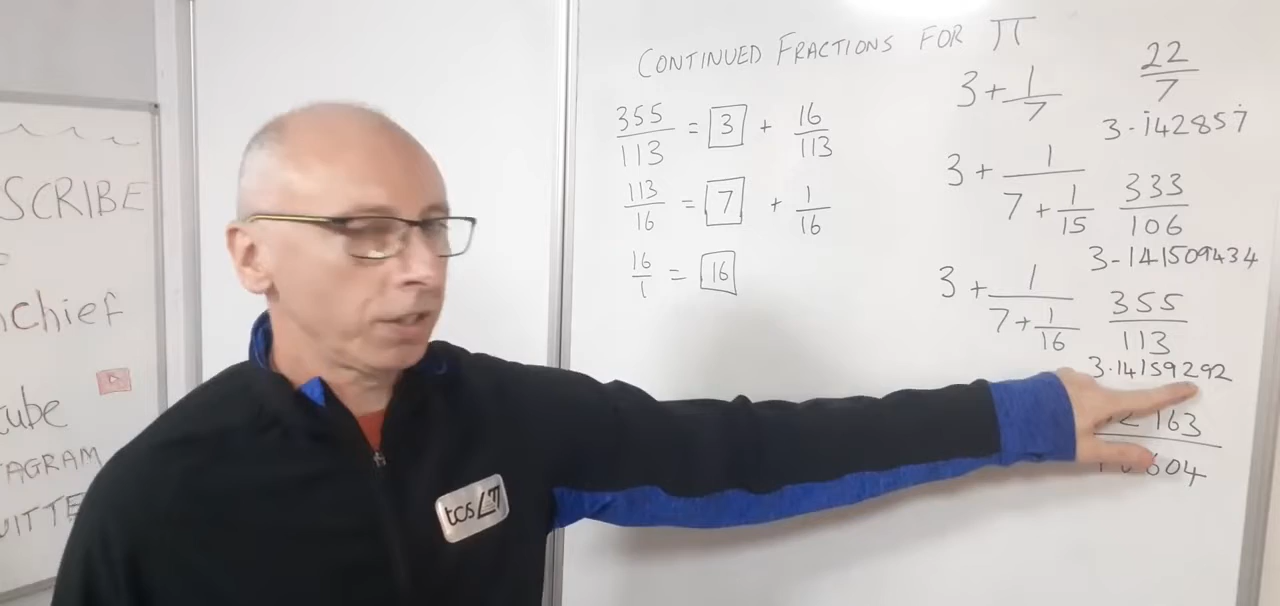 CONTINUED FRACTIONS FOR π
355/113 = 3 + 16/113
113/16 = 7 + 1/16
16/1 = 16
3 + 1/7
22/7
3.142857
3 + 1/(7 + 1/15)
333/106
3.141509434
3 + 1/(7 + 1/16)
355/113
3.14159292
163
604
SCRIBE
chief
ube
TAGRAM
ITTE
tcs